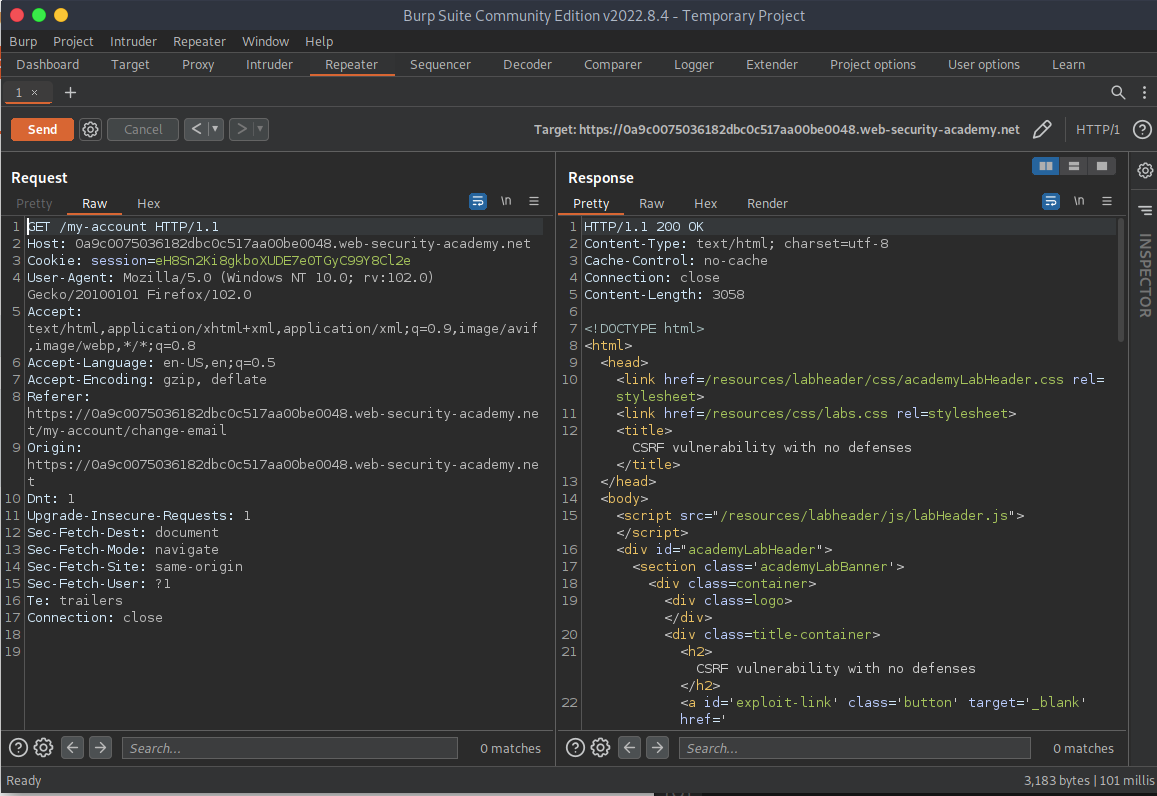 Burp Suite Community Edition v2022.8.4 - Temporary Project
Burp Project Intruder Repeater Window Help
Dashboard Target Proxy Intruder Repeater Sequencer Decoder Comparer Logger Extender Project options User options Learn
1 × +
Send Cancel < > Target: https://0a9c0075036182dbc0c517aa00be0048.web-security-academy.net HTTP/1 ?
Request
Pretty Raw Hex \n
1 GET /my-account HTTP/1.1
2 Host: 0a9c0075036182dbc0c517aa00be0048.web-security-academy.net
3 Cookie: session=eH8Sn2Ki8gkboXUDE7e0TGyC99Y8Cl2e
4 User-Agent: Mozilla/5.0 (Windows NT 10.0; rv:102.0)
Gecko/20100101 Firefox/102.0
5 Accept:
text/html,application/xhtml+xml,application/xml;q=0.9,image/avif
,image/webp,*/*;q=0.8
6 Accept-Language: en-US,en;q=0.5
7 Accept-Encoding: gzip, deflate
8 Referer:
https://0a9c0075036182dbc0c517aa00be0048.web-security-academy.ne
t/my-account/change-email
9 Origin:
https://0a9c0075036182dbc0c517aa00be0048.web-security-academy.ne
t
10 Dnt: 1
11 Upgrade-Insecure-Requests: 1
12 Sec-Fetch-Dest: document
13 Sec-Fetch-Mode: navigate
14 Sec-Fetch-Site: same-origin
15 Sec-Fetch-User: ?1
16 Te: trailers
17 Connection: close
18
19
? Search... 0 matches
Response
Pretty Raw Hex Render \n
1 HTTP/1.1 200 OK
2 Content-Type: text/html; charset=utf-8
3 Cache-Control: no-cache
4 Connection: close
5 Content-Length: 3058
6
7 <!DOCTYPE html>
8 <html>
9 <head>
10 <link href=/resources/labheader/css/academyLabHeader.css rel=
stylesheet>
11 <link href=/resources/css/labs.css rel=stylesheet>
12 <title>
CSRF vulnerability with no defenses
</title>
13 </head>
14 <body>
15 <script src="/resources/labheader/js/labHeader.js">
</script>
16 <div id="academyLabHeader">
17 <section class='academyLabBanner'>
18 <div class=container>
19 <div class=logo>
</div>
20 <div class=title-container>
21 <h2>
CSRF vulnerability with no defenses
</h2>
22 <a id='exploit-link' class='button' target='_blank'
href='
? Search... 0 matches
INSPECTOR
Ready 3,183 bytes | 101 millis